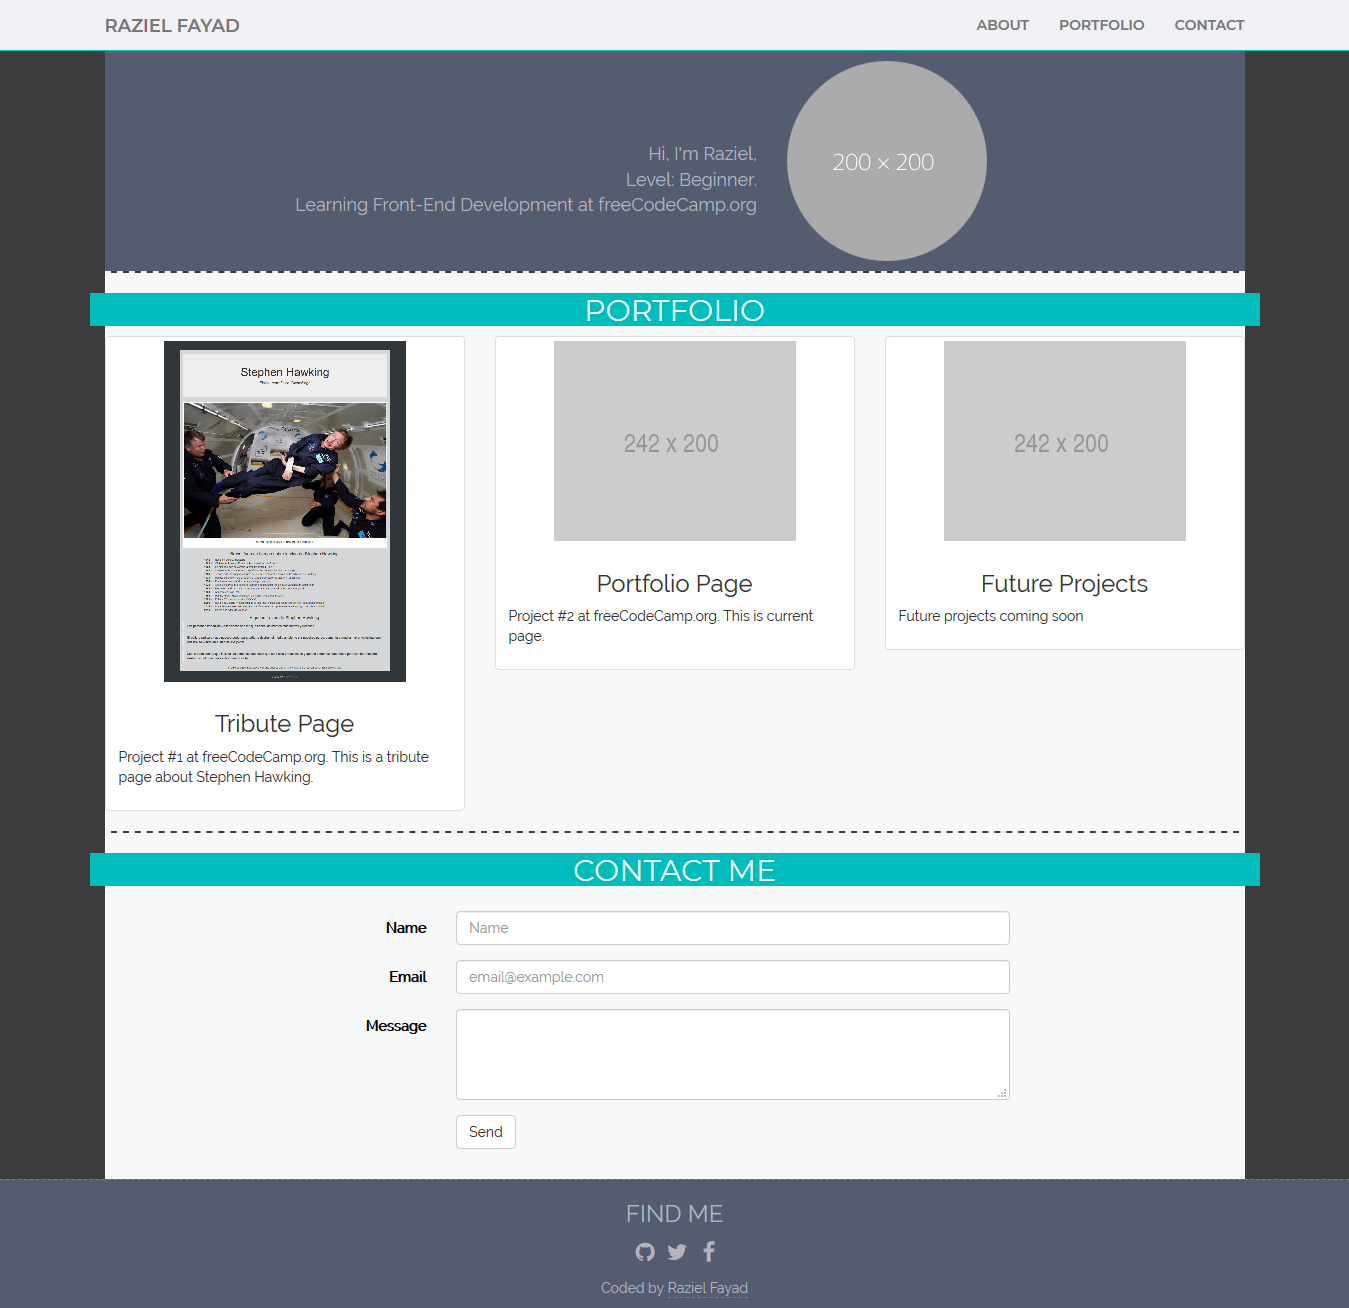 RAZIEL FAYAD
ABOUT PORTFOLIO CONTACT
Hi, I'm Raziel,
Level: Beginner.
Learning Front-End Development at freeCodeCamp.org
200 × 200
PORTFOLIO
Stephen Hawking
242 x 200
242 x 200
Tribute Page
Project #1 at freeCodeCamp.org. This is a tribute
page about Stephen Hawking.
Portfolio Page
Project #2 at freeCodeCamp.org. This is current
page.
Future Projects
Future projects coming soon
CONTACT ME
Name
Name
Email
email@example.com
Message
Send
FIND ME
Coded by Raziel Fayad